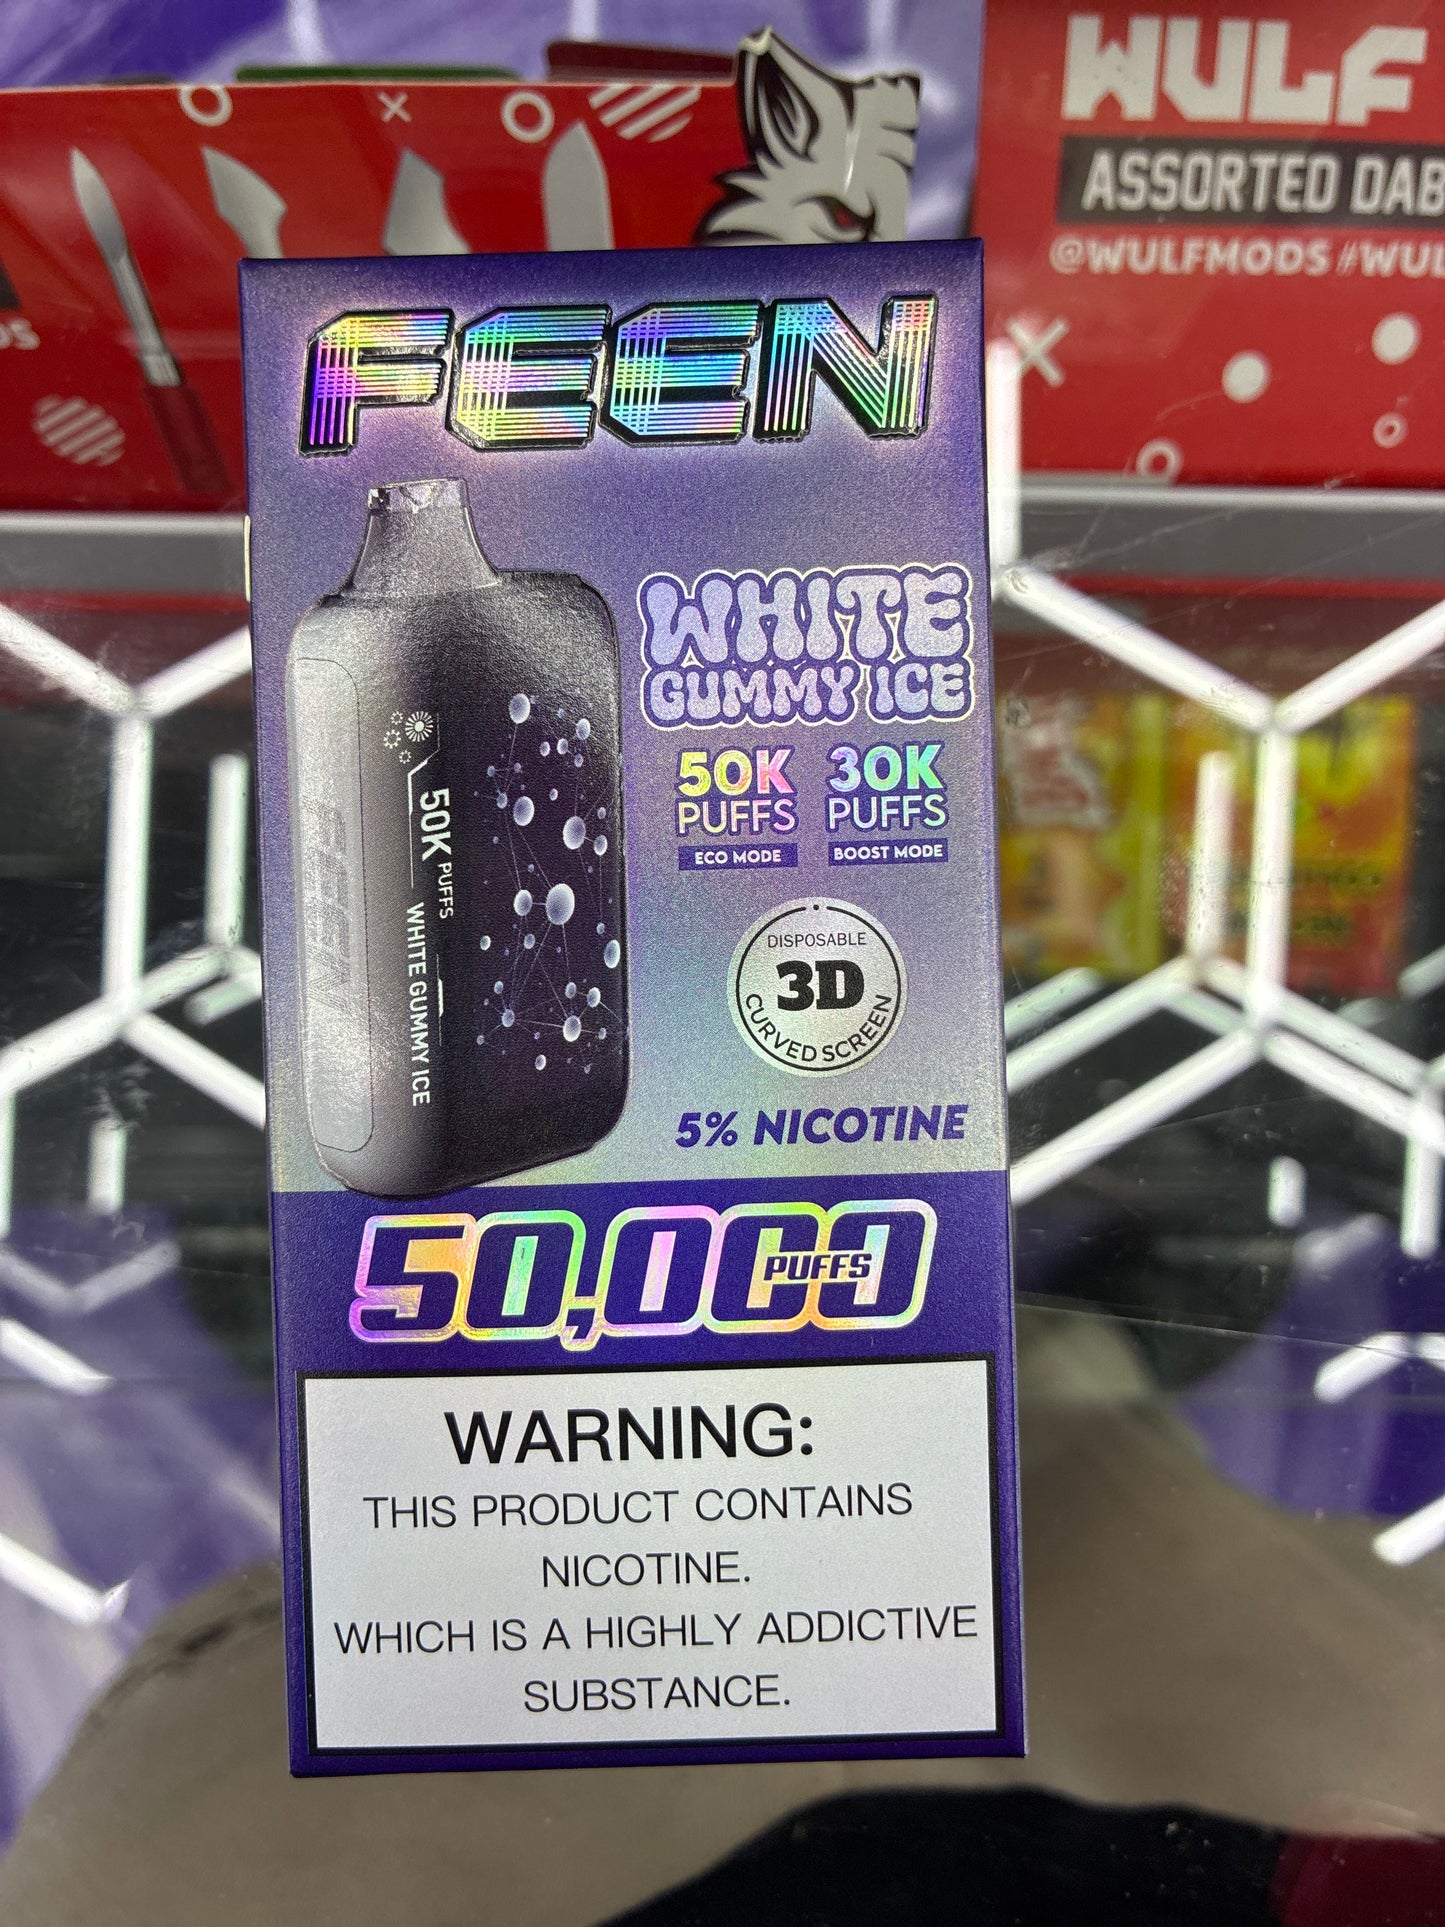 WULF
ASSORTED DAB
@WULFMODS #WUL
FEEN
WHITE
GUMMY ICE
50K
PUFFS
ECO MODE
30K
PUFFS
BOOST MODE
50K PUFFS
WHITE GUMMY ICE
FEEN
DISPOSABLE
3D
CURVED SCREEN
5% NICOTINE
50,000
PUFFS
WARNING:
THIS PRODUCT CONTAINS
NICOTINE.
WHICH IS A HIGHLY ADDICTIVE
SUBSTANCE.